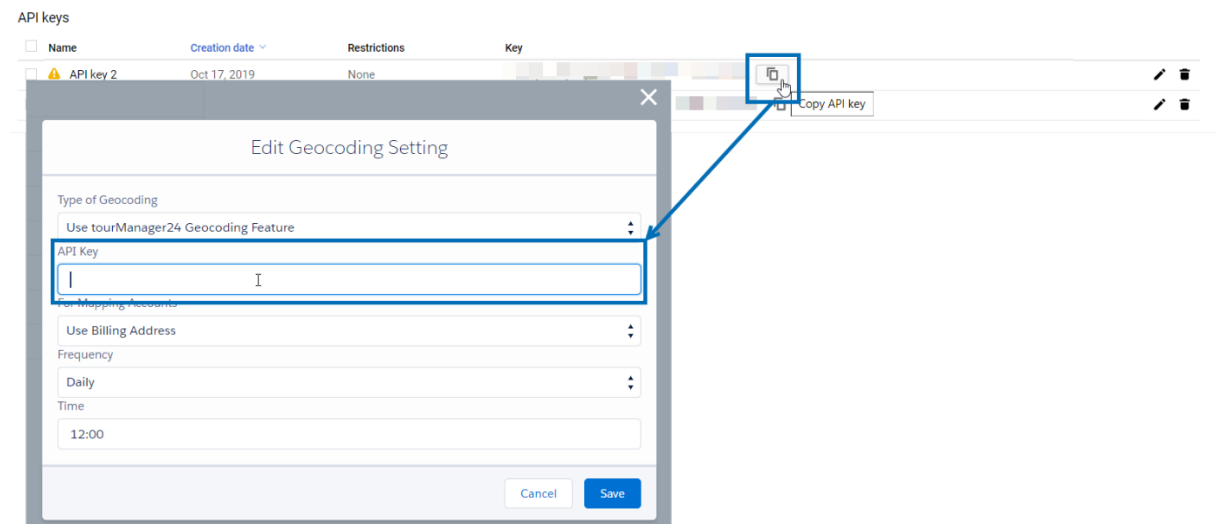 API keys
Name Creation date Restrictions Key
API key 2 Oct 17, 2019 None
Copy API key
Edit Geocoding Setting
Type of Geocoding
Use tourManager24 Geocoding Feature
API Key
For Mapping Accounts
Use Billing Address
Frequency
Daily
Time
12:00
Cancel Save